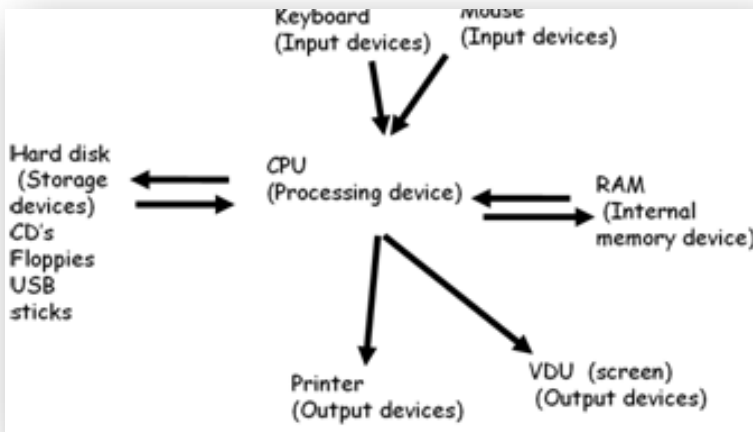 Keyboard
(Input devices)
Mouse
(Input devices)
Hard disk
(Storage
devices)
CD's
Floppies
USB
sticks
CPU
(Processing device)
RAM
(Internal
memory device)
Printer
(Output devices)
VDU (screen)
(Output devices)